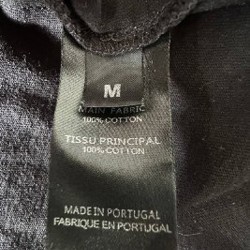 M
MAIN FABRIC
100% COTTON
TISSU PRINCIPAL
100% COTTON
MADE IN PORTUGAL
FABRIQUE EN PORTUGAL